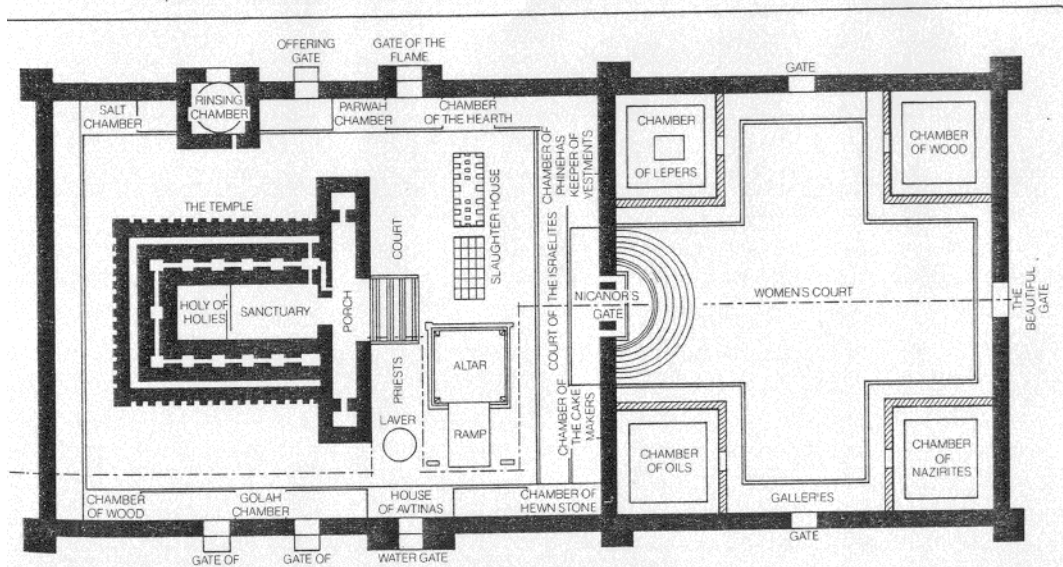 OFFERING
GATE
GATE OF THE
FLAME
GATE
SALT
CHAMBER
RINSING
CHAMBER
PARWAH
CHAMBER
CHAMBER
OF THE HEARTH
CHAMBER OF
PHINEHAS
KEEPER OF
VESTMENTS
CHAMBER
OF LEPERS
CHAMBER
OF WOOD
THE TEMPLE
COURT
SLAUGHTER HOUSE
COURT OF THE ISRAELITES
HOLY OF
HOLIES
SANCTUARY
PORCH
NICANOR'S
GATE
WOMEN'S COURT
THE
BEAUTIFUL
GATE
PRIESTS
ALTAR
LAVER
RAMP
CHAMBER OF
THE CAKE
MAKERS
CHAMBER
OF OILS
CHAMBER
OF
NAZIRITES
CHAMBER
OF WOOD
GOLAH
CHAMBER
HOUSE
OF AVTINAS
CHAMBER OF
HEWN STONE
GALLER'ES
GATE OF
GATE OF
WATER GATE
GATE